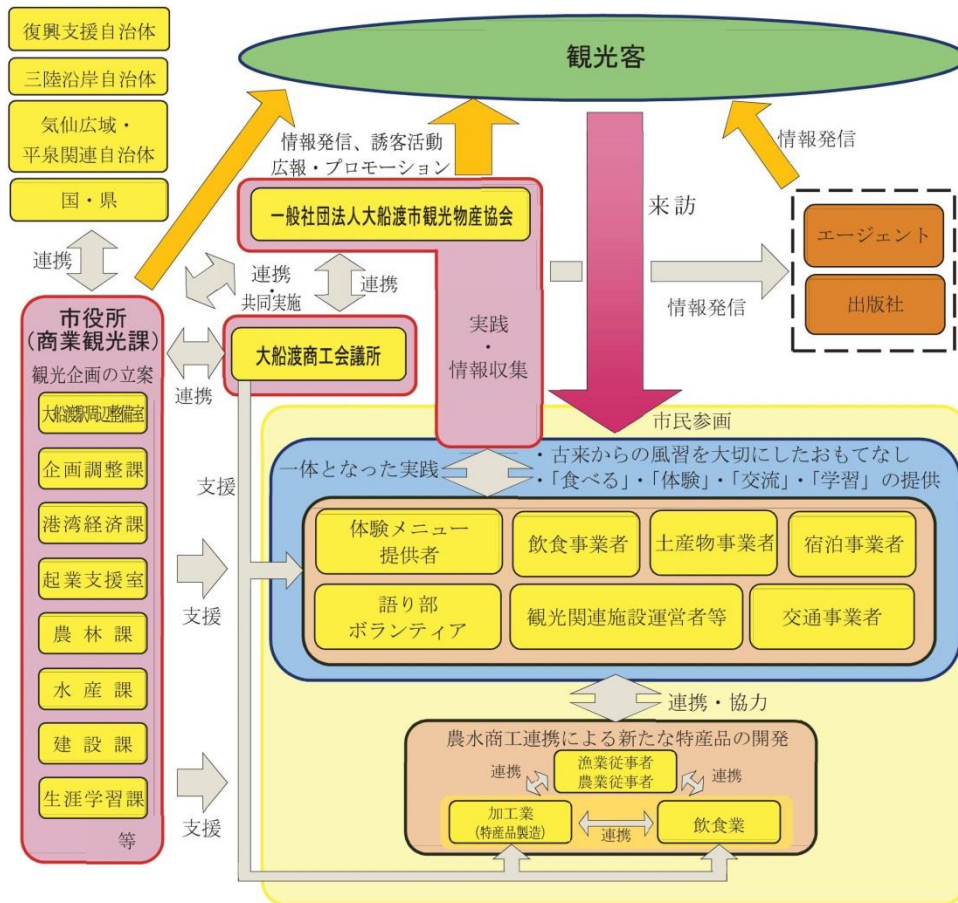 復興支援自治体
三陸沿岸自治体
気仙広域・
平泉関連自治体
国・県
連携
観光客
情報発信、誘客活動
広報・プロモーション
情報発信
来訪
一般社団法人大船渡市観光物産協会
連携
・
共同実施
連携
エージェント
出版社
情報発信
実践
・
情報収集
大船渡商工会議所
連携
市役所
(商業観光課)
観光企画の立案
大船渡駅周辺整備室
企画調整課
港湾経済課
起業支援室
農林課
水産課
建設課
生涯学習課
等
支援
支援
支援
市民参画
一体となった実践
・古来からの風習を大切にしたおもてなし
・「食べる」・「体験」・「交流」・「学習」の提供
体験メニュー
提供者
飲食事業者
土産物事業者
宿泊事業者
語り部
ボランティア
観光関連施設運営者等
交通事業者
連携・協力
農水商工連携による新たな特産品の開発
漁業従事者
農業従事者
連携
連携
加工業
(特産品製造)
連携
飲食業